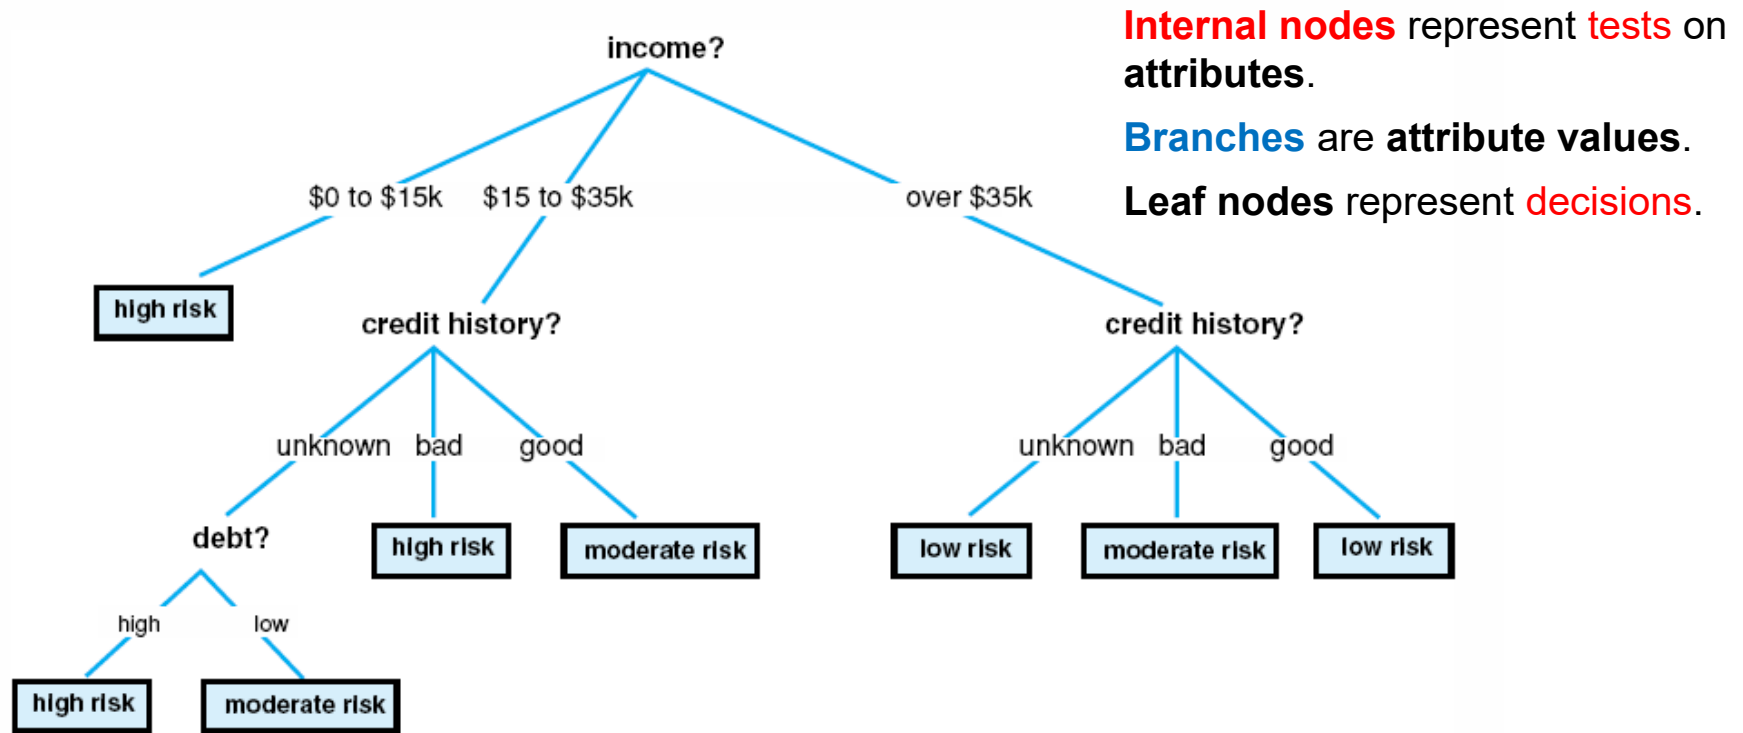 Internal nodes represent tests on
attributes.
Branches are attribute values.
Leaf nodes represent decisions.
income?
$0 to $15k $15 to $35k over $35k
high risk
credit history? credit history?
unknown bad good unknown bad good
debt? high risk moderate risk low risk moderate risk low risk
high low
high risk moderate risk